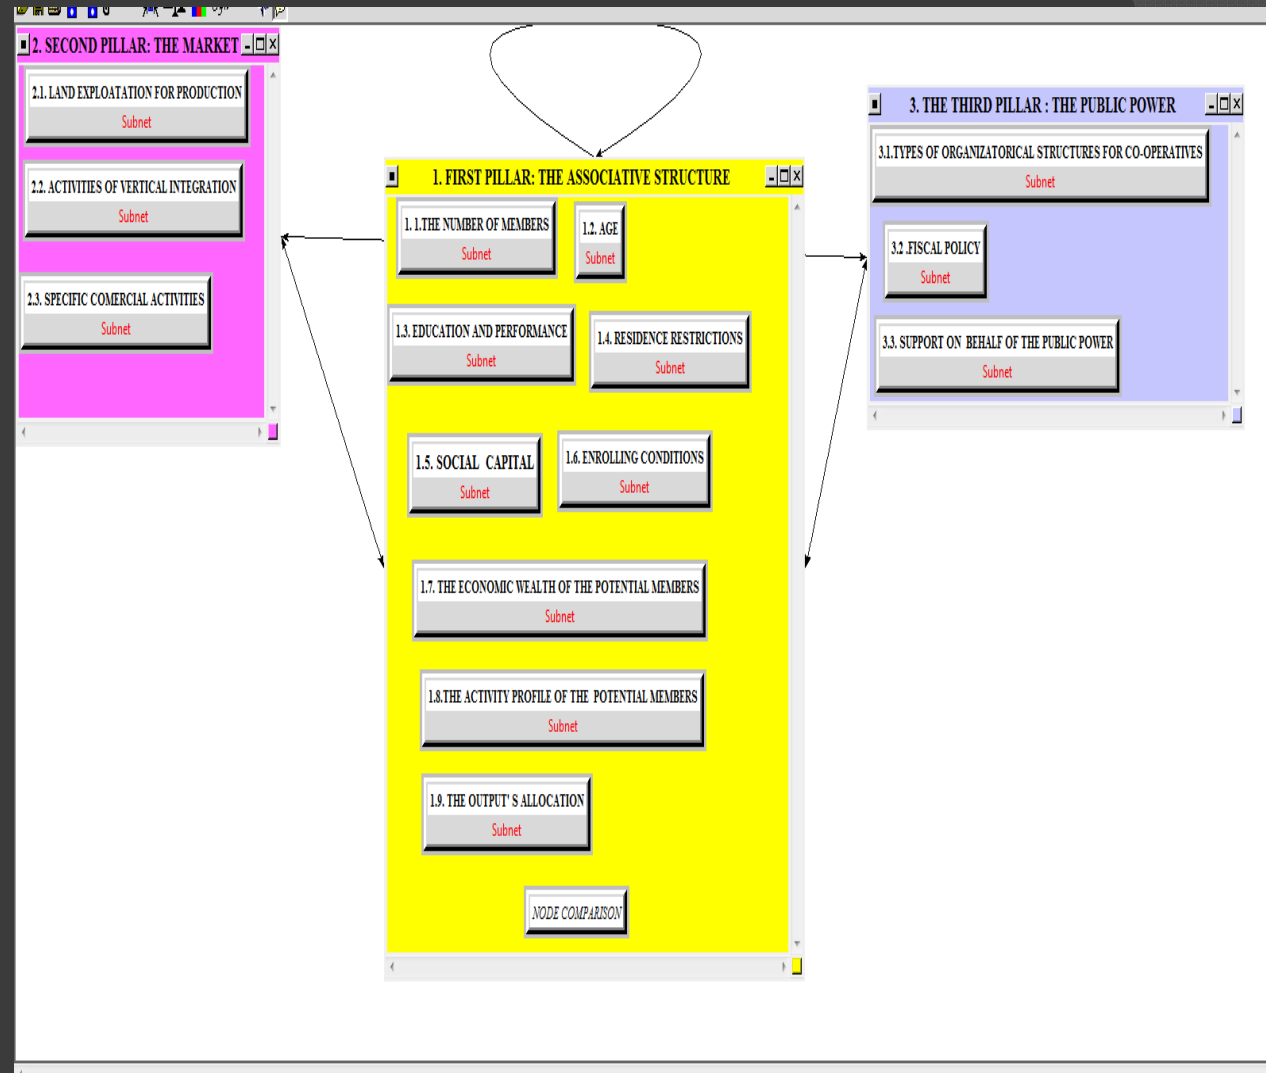 2. SECOND PILLAR: THE MARKET
2.1. LAND EXPLOATATION FOR PRODUCTION
Subnet
2.2. ACTIVITIES OF VERTICAL INTEGRATION
Subnet
2.3. SPECIFIC COMERCIAL ACTIVITIES
Subnet
1. FIRST PILLAR: THE ASSOCIATIVE STRUCTURE
1. 1.THE NUMBER OF MEMBERS
Subnet
1.2. AGE
Subnet
1.3. EDUCATION AND PERFORMANCE
Subnet
1.4. RESIDENCE RESTRICTIONS
Subnet
1.5. SOCIAL CAPITAL
Subnet
1.6. ENROLLING CONDITIONS
Subnet
1.7. THE ECONOMIC WEALTH OF THE POTENTIAL MEMBERS
Subnet
1.8.THE ACTIVITY PROFILE OF THE POTENTIAL MEMBERS
Subnet
1.9. THE OUTPUT' S ALLOCATION
Subnet
NODE COMPARISON
3. THE THIRD PILLAR : THE PUBLIC POWER
3.1.TYPES OF ORGANIZATORICAL STRUCTURES FOR CO-OPERATIVES
Subnet
3.2 .FISCAL POLICY
Subnet
3.3. SUPPORT ON BEHALF OF THE PUBLIC POWER
Subnet